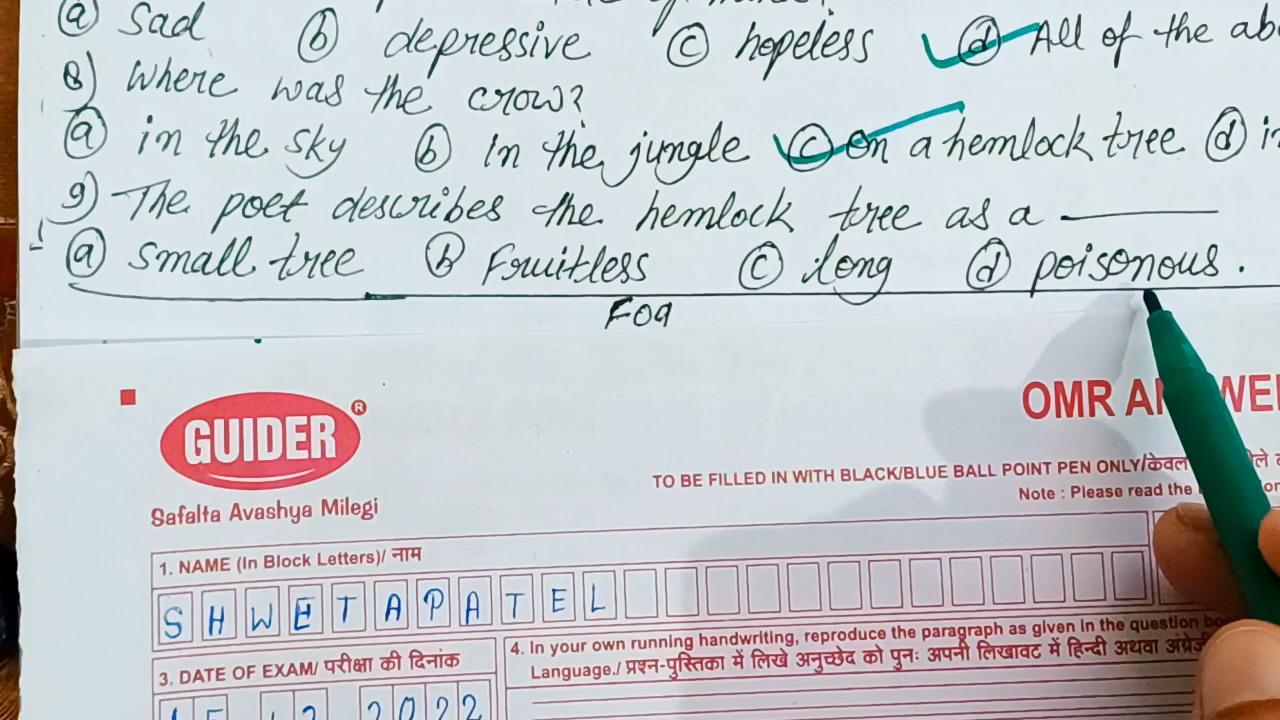 ⓐ Sad ⓑ depressive ⓒ hopeless ⓓ All of the ab
8) Where was the crow?
ⓐ in the sky ⓑ in the jungle ⓒ on a hemlock tree ⓓ in
9) The poet describes the hemlock tree as a ______
ⓐ small tree ⓑ Fruitless ⓒ long ⓓ poisonous.
GUIDER ®
Safalta Avashya Milegi
OMR AN
TO BE FILLED IN WITH BLACK/BLUE BALL POINT PEN ONLY/केवल
Note : Please read the
1. NAME (In Block Letters)/ नाम
SHWETAPATEL
3. DATE OF EXAM/ परीक्षा की दिनांक
4. In your own running handwriting, reproduce the paragraph as given in the question
Language./ प्रश्न-पुस्तिका में लिखे अनुच्छेद को पुनः अपनी लिखावट में हिन्दी अथवा
2022